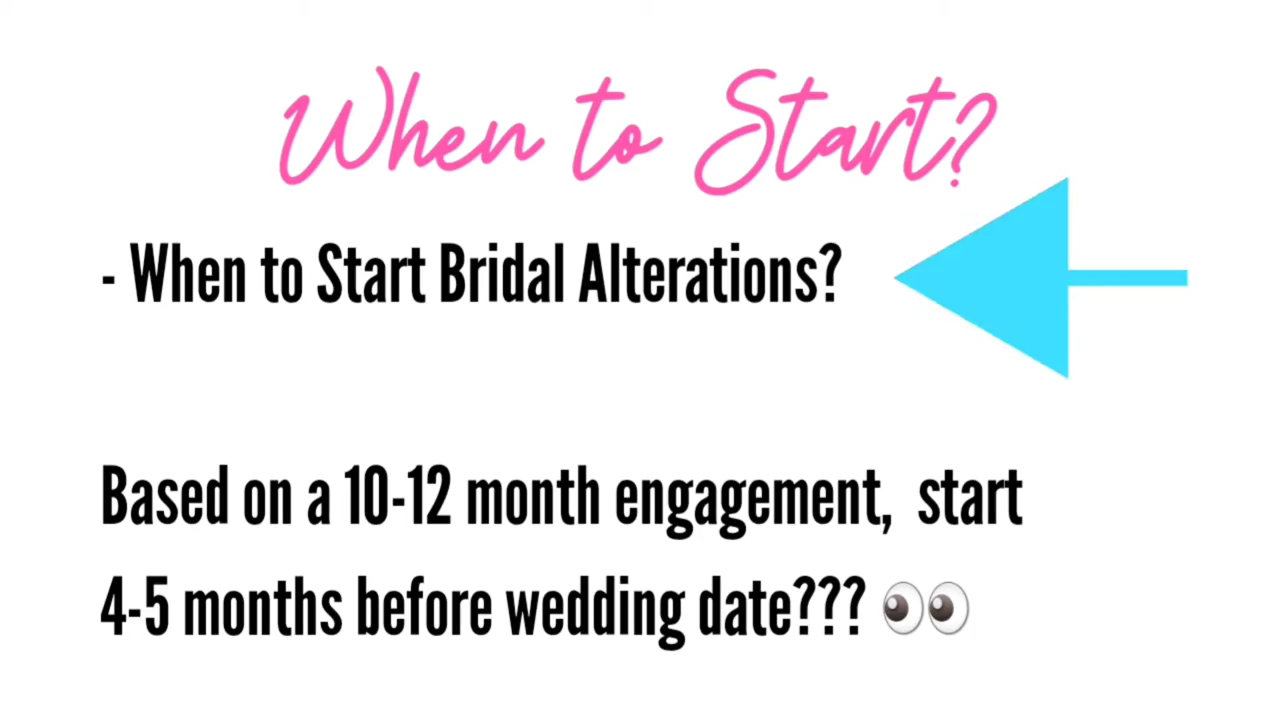 When to Start?
- When to Start Bridal Alterations?
Based on a 10-12 month engagement, start
4-5 months before wedding date??? 👀